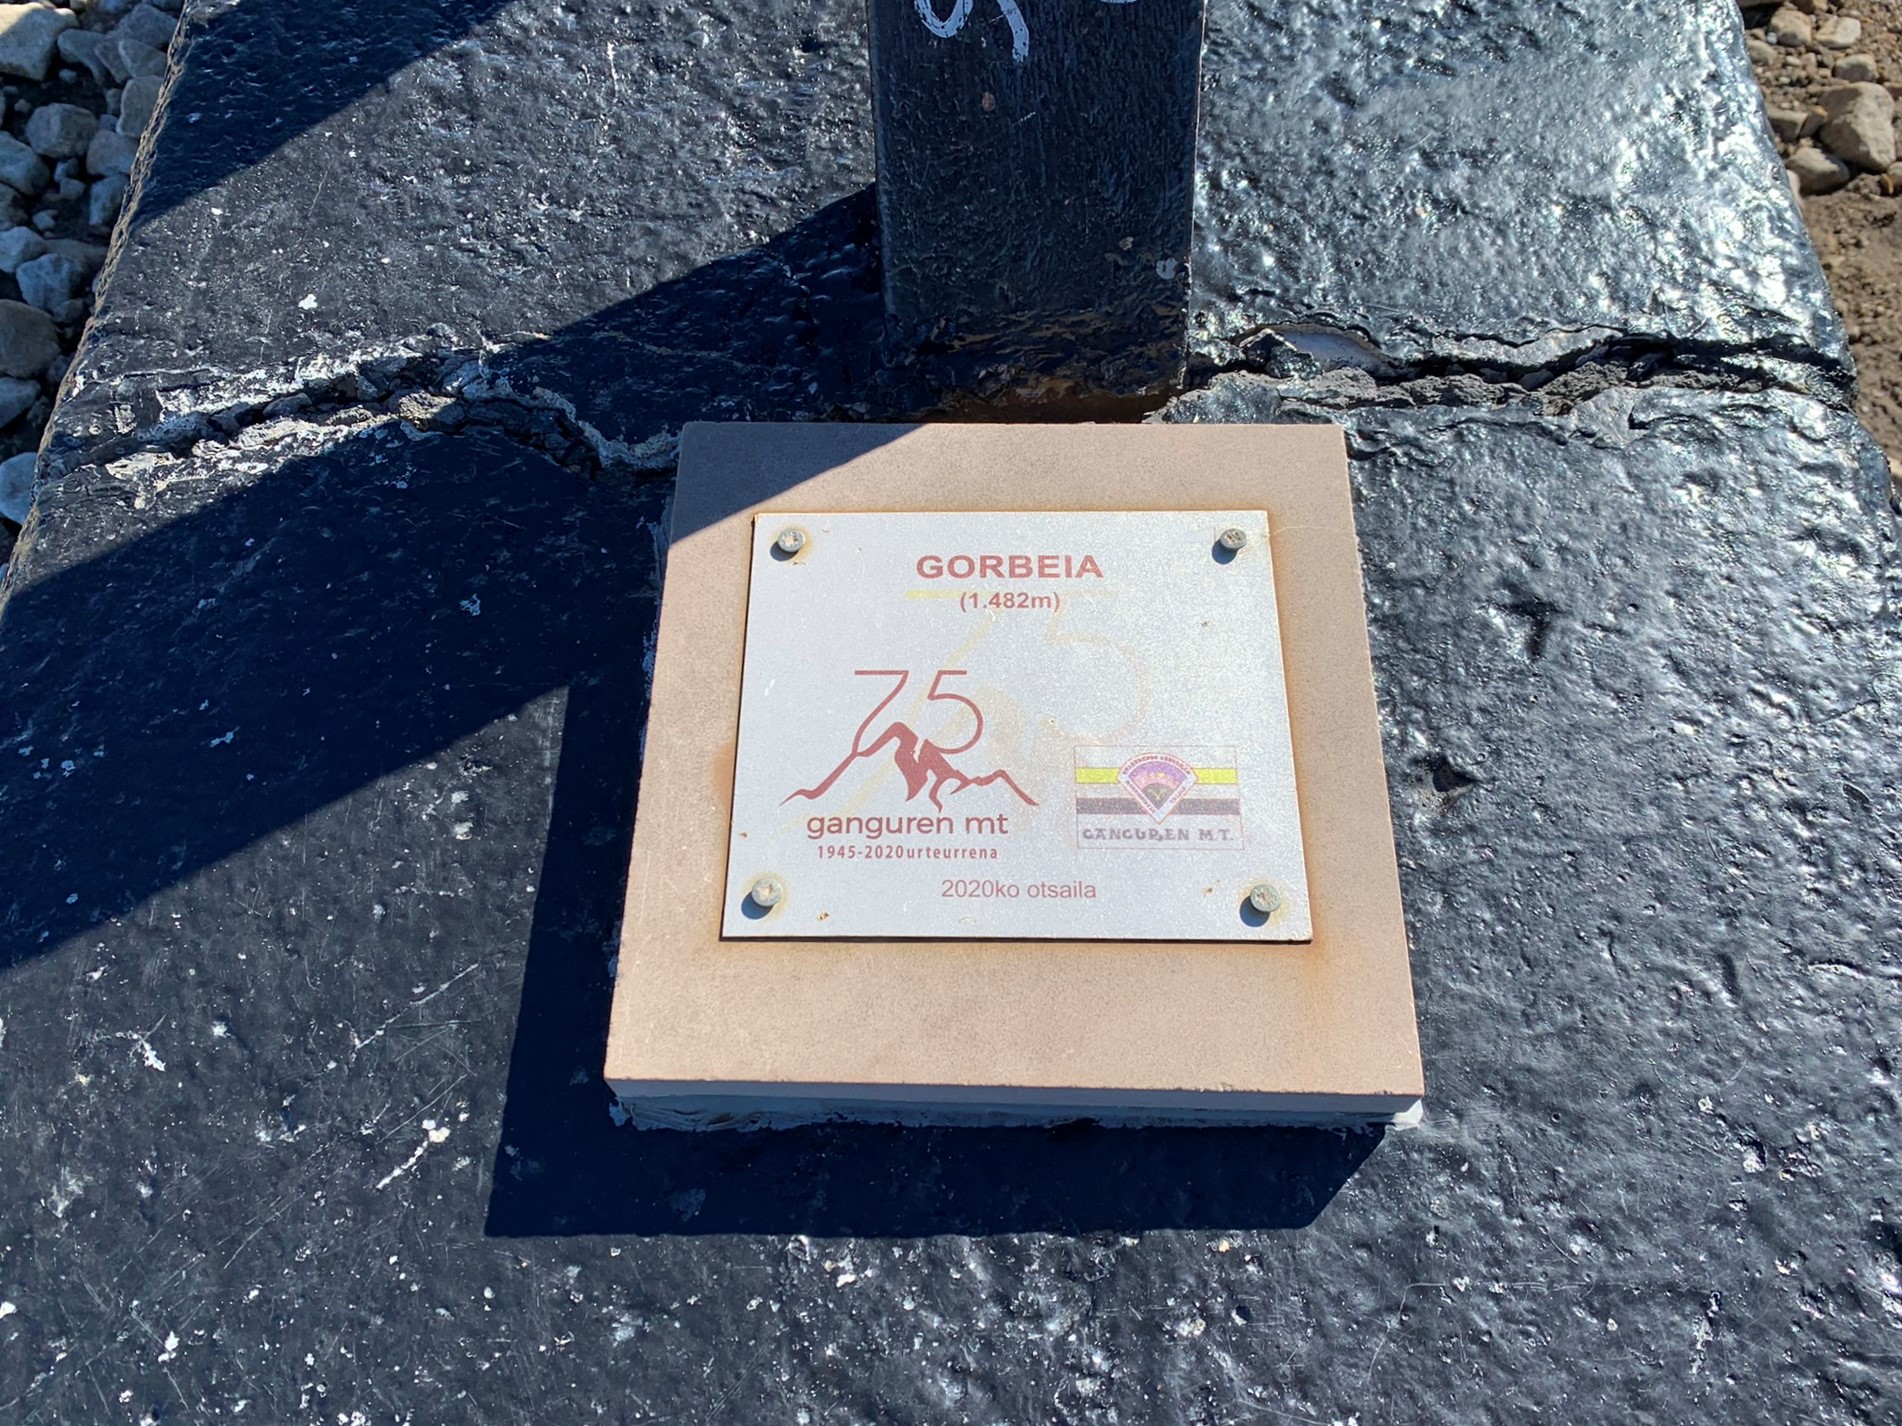 GORBEIA
(1.482m)
75
ganguren mt
1945-2020urteurrena
GANGUREN M.T.
2020ko otsaila